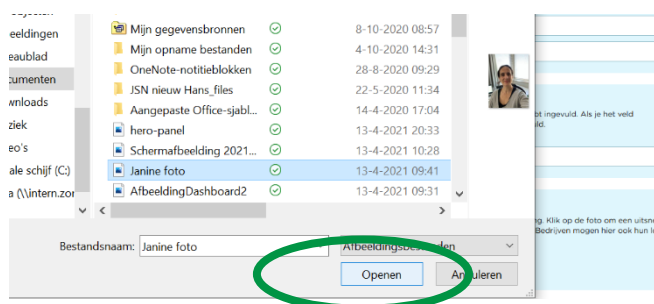 eeldingen
eaublad
cumenten
wnloads
ziek
eo's
ale schijf (C:)
a (\\intern.zor
Mijn gegevensbronnen 8-10-2020 08:57
Mijn opname bestanden 4-10-2020 14:31
OneNote-notitieblokken 28-8-2020 09:29
JSN nieuw Hans_files 22-5-2020 11:34
Aangepaste Office-sjabl... 14-4-2020 17:04
hero-panel 13-4-2021 20:33
Schermafbeelding 2021... 13-4-2021 10:28
Janine foto 13-4-2021 09:41
AfbeeldingDashboard2 13-4-2021 09:31
Bestandsnaam: Janine foto Afbeeldingsbestanden
Openen Annuleren
bt ingevuld. Als je het veld
ld.
ng. Klik op de foto om een uitsne
Bedrijven mogen hier ook hun l